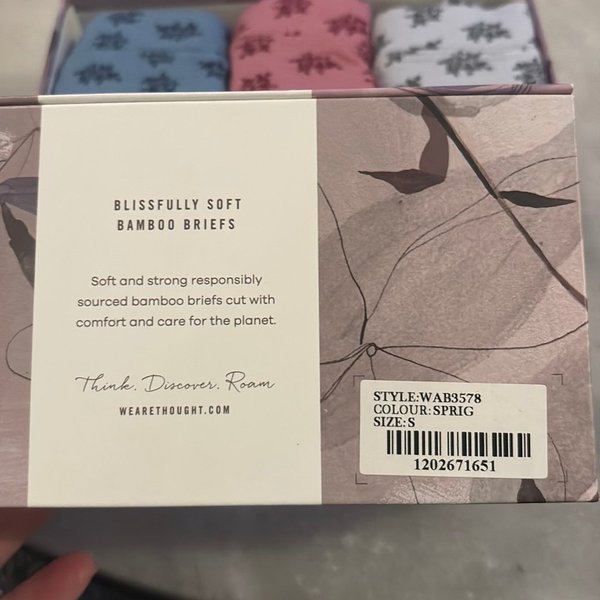 BLISSFULLY SOFT
BAMBOO BRIEFS
Soft and strong responsibly
sourced bamboo briefs cut with
comfort and care for the planet.
Think. Discover. Roam
WEARETHOUGHT.COM
STYLE:WAB3578
COLOUR:SPRIG
SIZE:S
1202671651